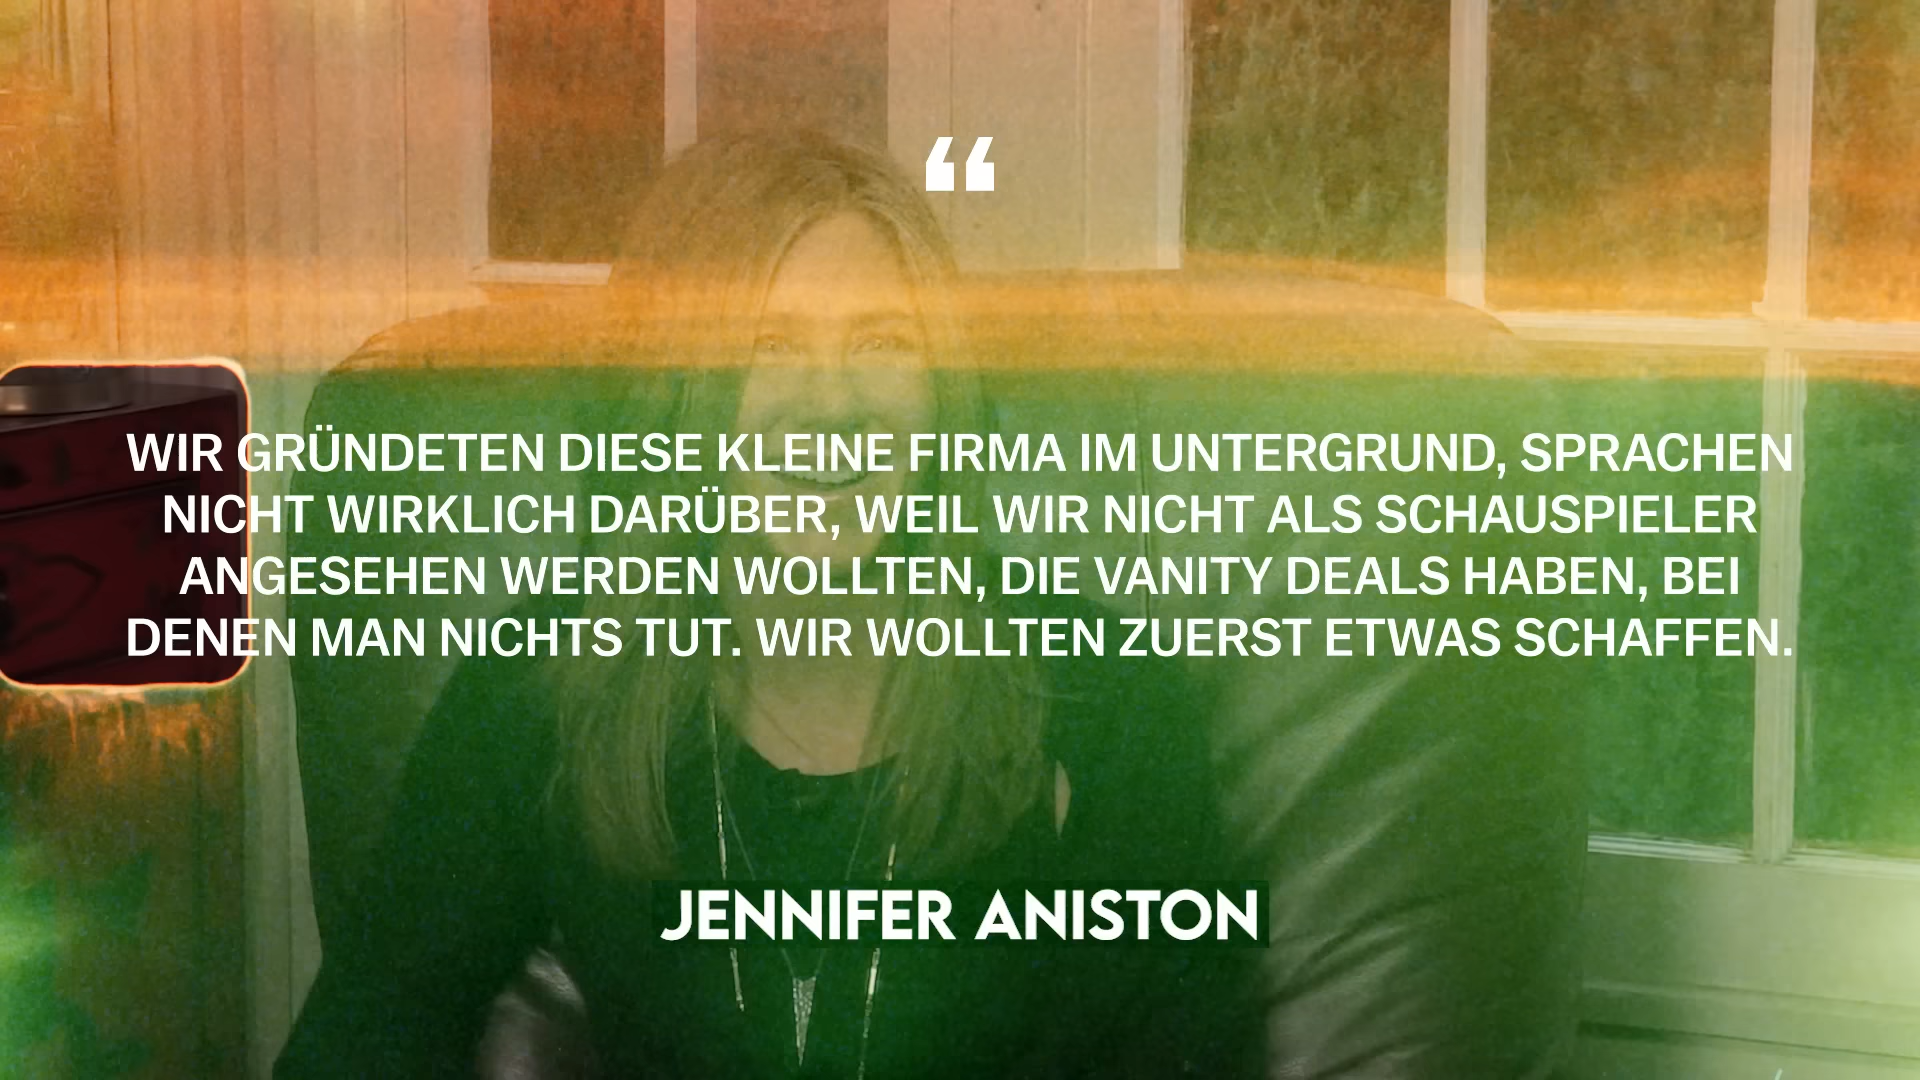 “
WIR GRÜNDETEN DIESE KLEINE FIRMA IM UNTERGRUND, SPRACHEN
NICHT WIRKLICH DARÜBER, WEIL WIR NICHT ALS SCHAUSPIELER
ANGESEHEN WERDEN WOLLTEN, DIE VANITY DEALS HABEN, BEI
DENEN MAN NICHTS TUT. WIR WOLLTEN ZUERST ETWAS SCHAFFEN.
JENNIFER ANISTON